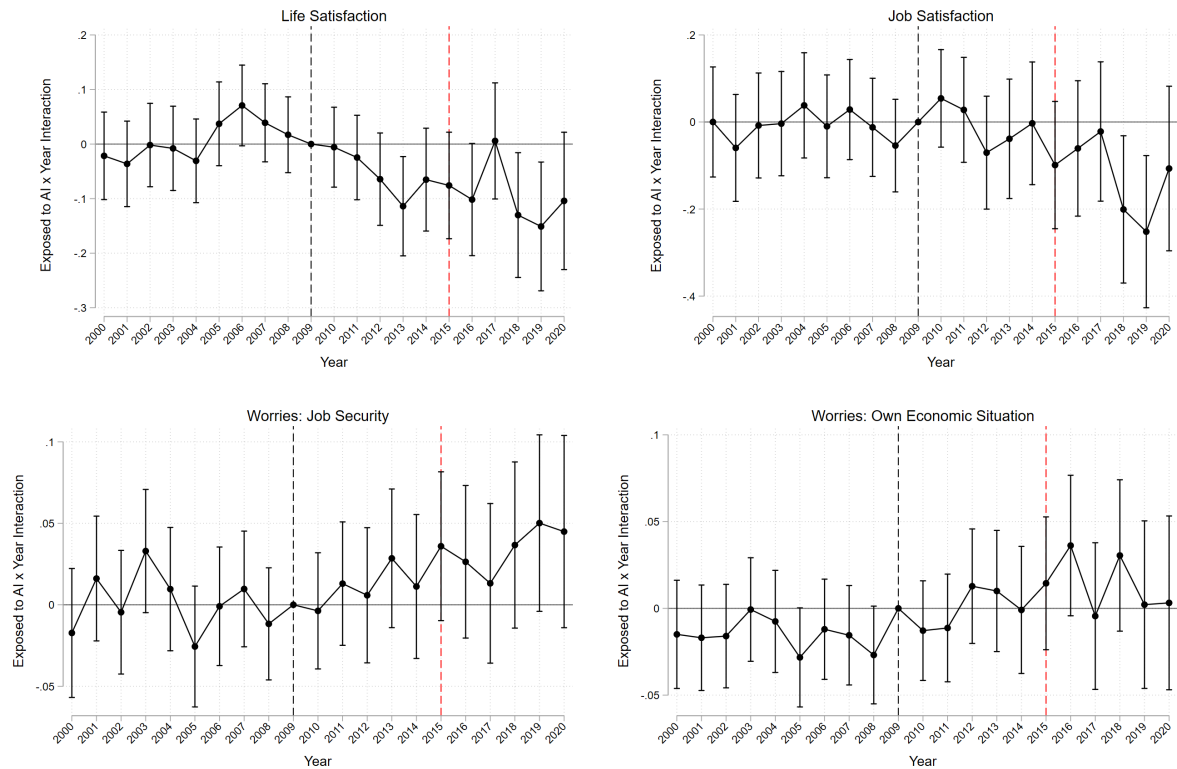 Life Satisfaction
Exposed to AI x Year Interaction
.2
.1
0
-.1
-.2
-.3
2000 2001 2002 2003 2004 2005 2006 2007 2008 2009 2010 2011 2012 2013 2014 2015 2016 2017 2018 2019 2020
Year
Job Satisfaction
Exposed to AI x Year Interaction
.2
0
-.2
-.4
2000 2001 2002 2003 2004 2005 2006 2007 2008 2009 2010 2011 2012 2013 2014 2015 2016 2017 2018 2019 2020
Year
Worries: Job Security
Exposed to AI x Year Interaction
.1
.05
0
-.05
2000 2001 2002 2003 2004 2005 2006 2007 2008 2009 2010 2011 2012 2013 2014 2015 2016 2017 2018 2019 2020
Year
Worries: Own Economic Situation
Exposed to AI x Year Interaction
.1
.05
0
-.05
2000 2001 2002 2003 2004 2005 2006 2007 2008 2009 2010 2011 2012 2013 2014 2015 2016 2017 2018 2019 2020
Year